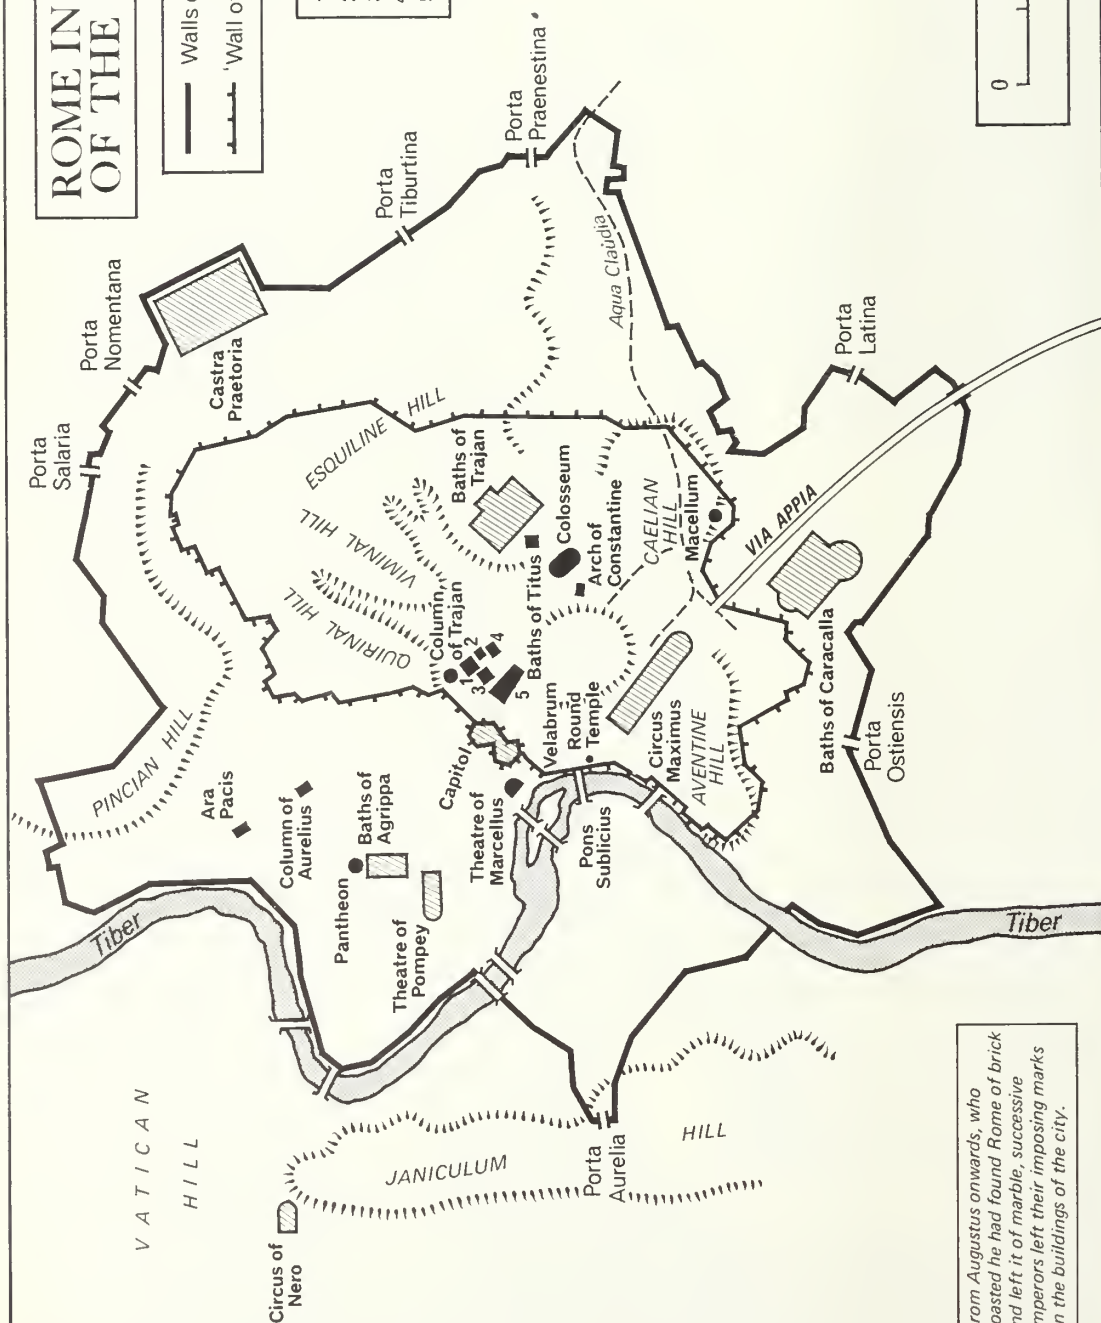 ROME IN
OF THE
Walls
'Wall of
Porta
Salaria
Porta
Nomentana
Porta
Tiburtina
Porta
Praenestina
Castra
Praetoria
PINCIAN HILL
ESQUILINE HILL
VIMINAL HILL
QUIRINAL HILL
Aqua Claudia
VATICAN
HILL
Tiber
Ara
Pacis
Column of
Aurelius
Pantheon
Baths of
Agrippa
Theatre of
Pompey
Capitol
Theatre of
Marcellus
Column
of Trajan
1
2
3
4
5
Baths of
Trajan
Baths of Titus
Colosseum
Arch of
Constantine
CAELIAN
HILL
Macellum
Velabrum
Round
Temple
Pons
Sublicius
Circus
Maximus
AVENTINE
HILL
VIA APPIA
Porta
Latina
Baths of Caracalla
Porta
Ostiensis
Circus of
Nero
JANICULUM
HILL
Porta
Aurelia
Tiber
0
rom Augustus onwards, who
oasted he had found Rome of brick
nd left it of marble, successive
mperors left their imposing marks
n the buildings of the city.